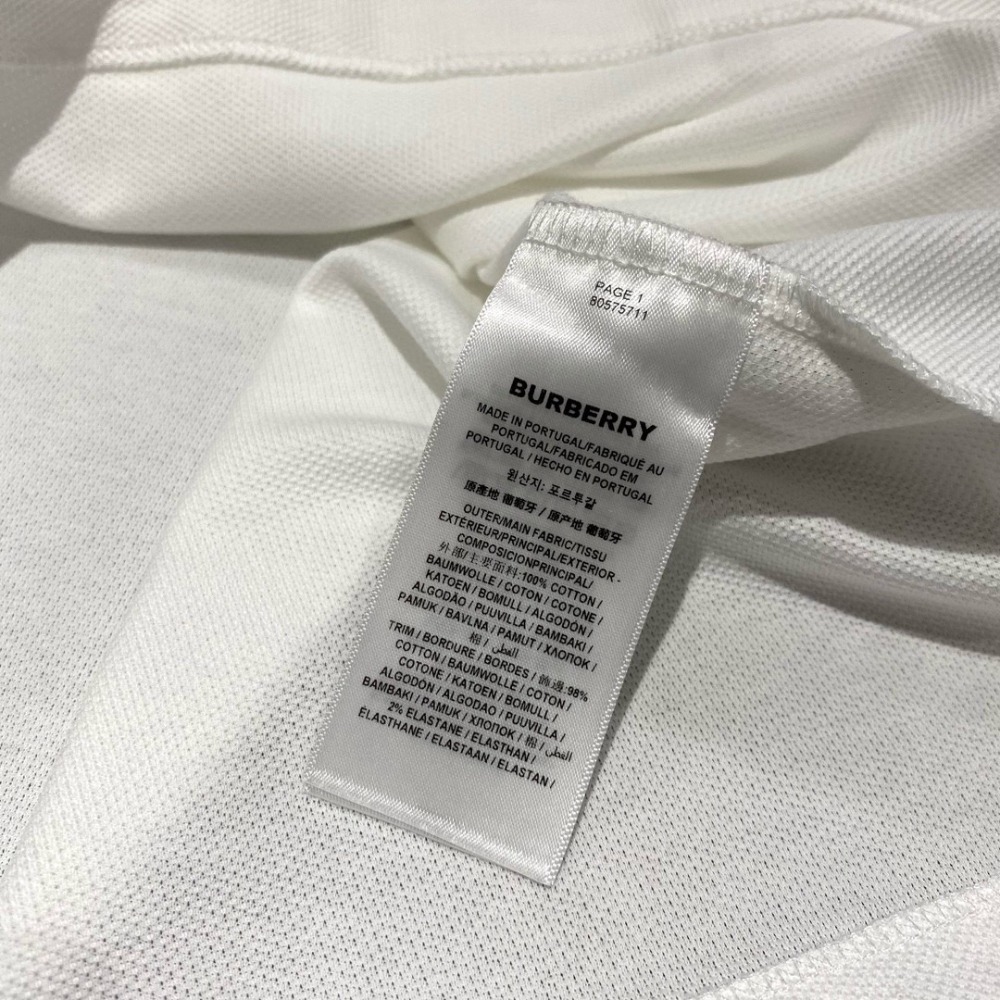 PAGE 1
80575711
BURBERRY
MADE IN PORTUGAL/FABRIQUÉ AU
PORTUGAL/FABRICADO EM
PORTUGAL / HECHO EN PORTUGAL
원산지: 포르투갈
原產地 葡萄牙 / 原产地 葡萄牙
OUTER/MAIN FABRIC/TISSU
EXTÉRIEUR/PRINCIPAL/EXTERIOR -
COMPOSICIONPRINCIPAL/
外部/主要面料:100% COTTON /
BAUMWOLLE / COTON / COTONE /
KATOEN / BOMULL / ALGODÓN /
ALGODÃO / PUUVILLA / BAMBAKI /
PAMUK / BAVLNA / PAMUT / ХЛОПОК /
棉 / القطن /
TRIM / BORDURE / BORDES / 飾邊:98%
COTTON / BAUMWOLLE / COTON /
COTONE / KATOEN / BOMULL /
ALGODÓN / ALGODAO / PUUVILLA /
BAMBAKI / PAMUK / ХЛОПОК / 棉 / القطن /
2% ELASTANE / ELASTHAN /
ÉLASTHANE / ELASTAAN / ELASTAN /